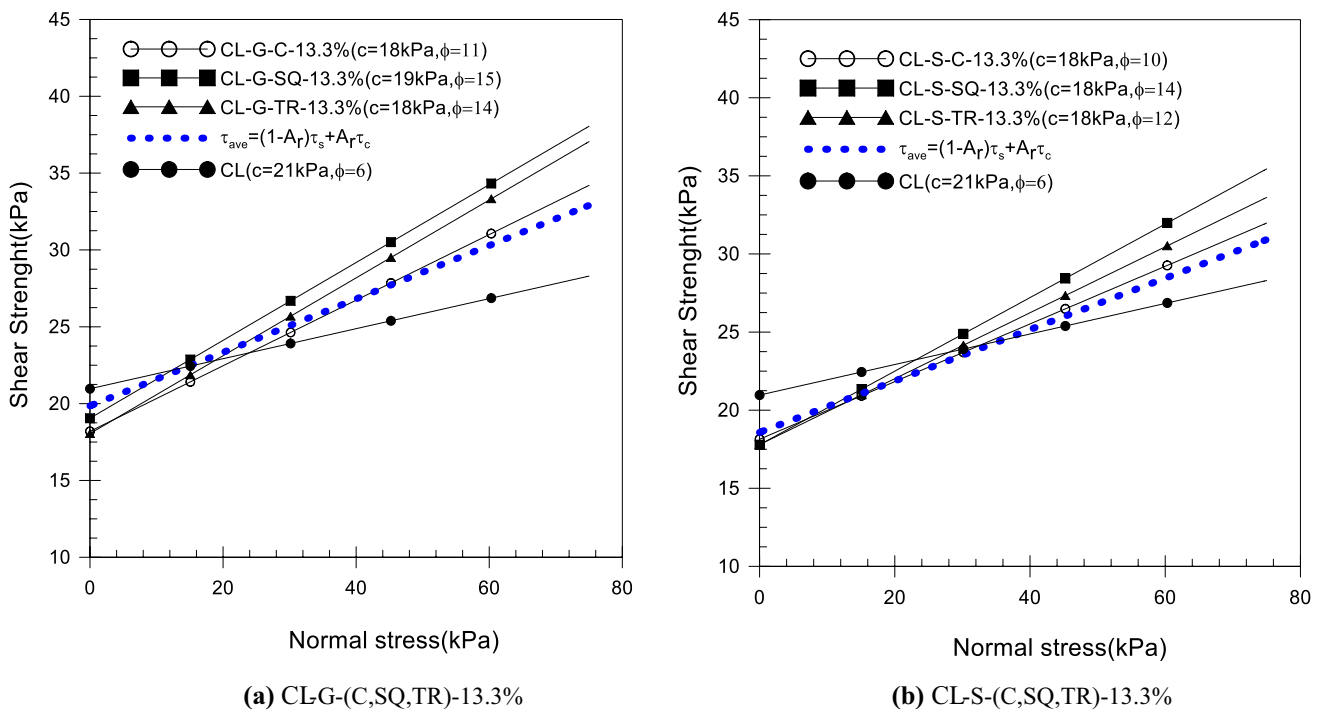 45
40
35
30
25
20
15
10
0
20
40
60
80
Shear Strenght(kPa)
Normal stress(kPa)
CL-G-C-13.3%(c=18kPa,ϕ=11)
CL-G-SQ-13.3%(c=19kPa,ϕ=15)
CL-G-TR-13.3%(c=18kPa,ϕ=14)
τave=(1-Ar)τs+Arτc
CL(c=21kPa,ϕ=6)
(a) CL-G-(C,SQ,TR)-13.3%
45
40
35
30
25
20
15
10
0
20
40
60
80
Shear Strenght(kPa)
Normal stress(kPa)
CL-S-C-13.3%(c=18kPa,ϕ=10)
CL-S-SQ-13.3%(c=18kPa,ϕ=14)
CL-S-TR-13.3%(c=18kPa,ϕ=12)
τave=(1-Ar)τs+Arτc
CL(c=21kPa,ϕ=6)
(b) CL-S-(C,SQ,TR)-13.3%